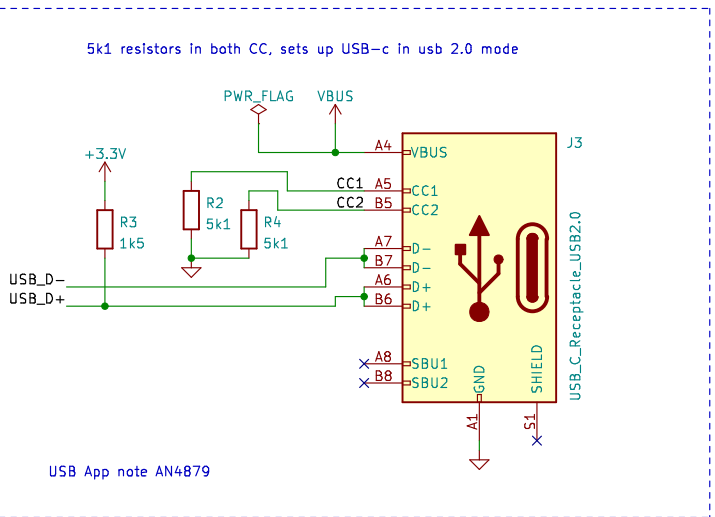 5k1 resistors in both CC, sets up USB-c in usb 2.0 mode
PWR_FLAG VBUS
J3
+3.3V
A4 VBUS
CC1 A5 CC1
CC2 B5 CC2
R2
5k1
R4
5k1
R3
1k5
A7 D-
B7 D-
A6 D+
B6 D+
USB_D-
USB_D+
A8 SBU1
B8 SBU2
GND
SHIELD
A1
S1
USB_C_Receptacle_USB2.0
USB App note AN4879